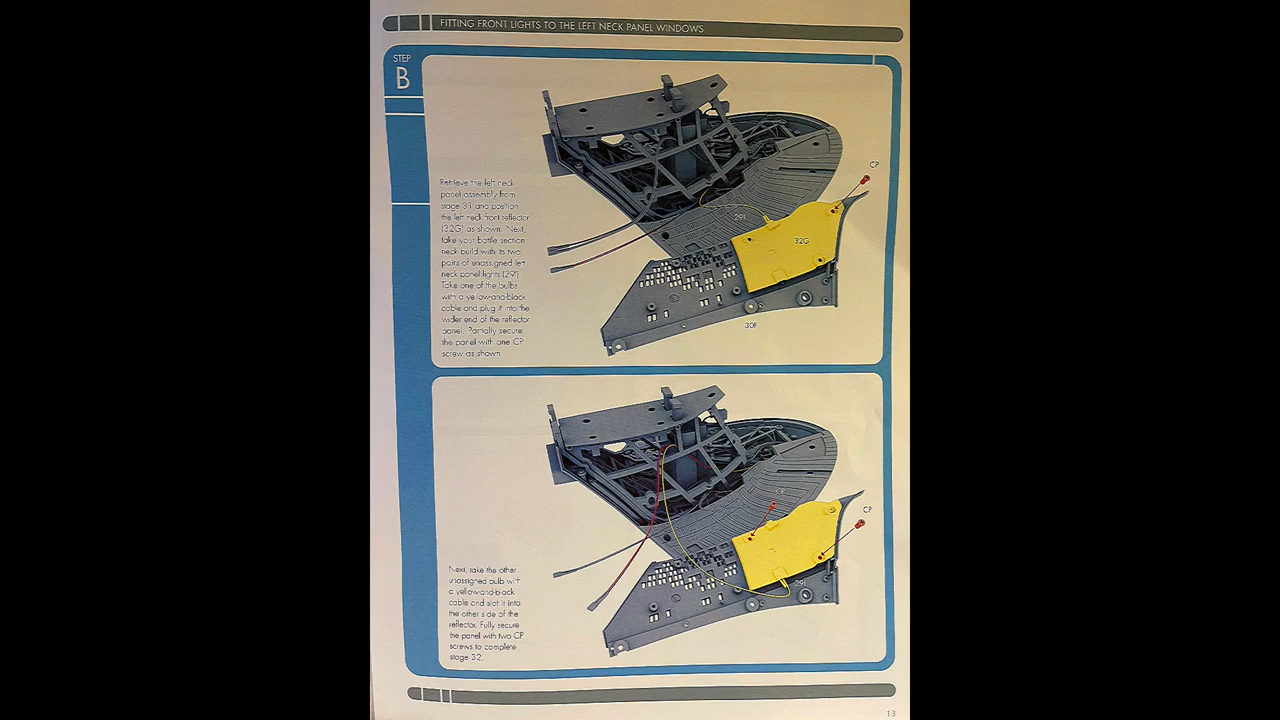 FITTING FRONT LIGHTS TO THE LEFT NECK PANEL WINDOWS
STEP
B
Retrieve the left neck
panel assembly from
stage 31 and position
the left neck front reflector
(32G) as shown. Next,
take your battle section
neck build with its two
pairs of unassigned left
neck panel lights (29I).
Take one of the bulbs
with a yellow-and-black
cable and plug it into the
wider end of the reflector
panel. Partially secure
the panel with one CP
screw as shown.
CP
29I
32G
30F
Next, take the other
unassigned bulb with
a yellow-and-black
cable and slot it into
the other side of the
reflector. Fully secure
the panel with two CP
screws to complete
stage 32.
CP
CP
29I
13